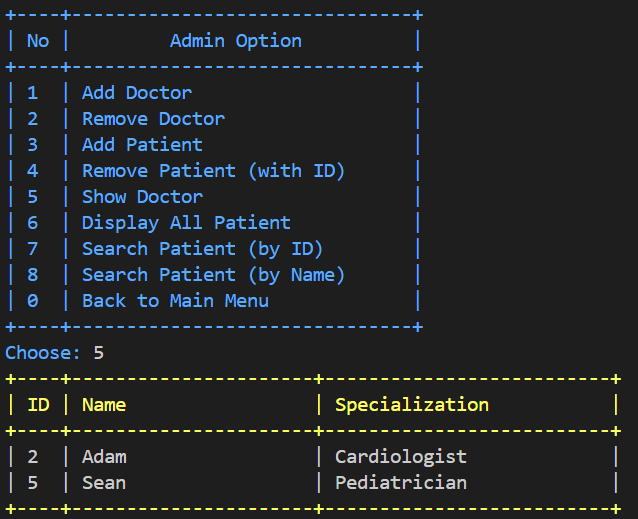 +----+-------------------------------+
| No |         Admin Option          |
+----+-------------------------------+
| 1  | Add Doctor                    |
| 2  | Remove Doctor                 |
| 3  | Add Patient                   |
| 4  | Remove Patient (with ID)      |
| 5  | Show Doctor                   |
| 6  | Display All Patient           |
| 7  | Search Patient (by ID)        |
| 8  | Search Patient (by Name)      |
| 0  | Back to Main Menu             |
+----+-------------------------------+
Choose: 5
+----+----------------------+--------------------------+
| ID | Name                 | Specialization           |
+----+----------------------+--------------------------+
| 2  | Adam                 | Cardiologist             |
| 5  | Sean                 | Pediatrician             |
+----+----------------------+--------------------------+